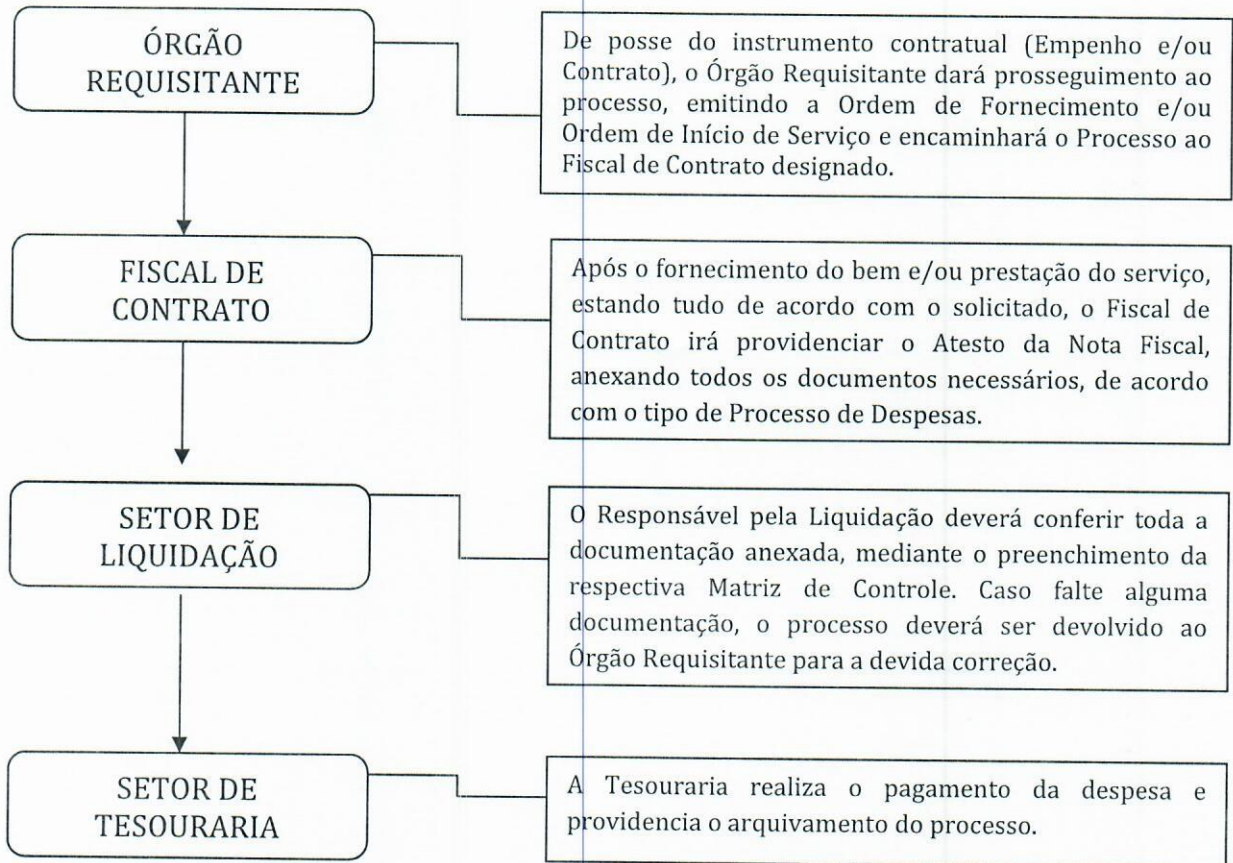 ÓRGÃO
REQUISITANTE
De posse do instrumento contratual (Empenho e/ou
Contrato), o Órgão Requisitante dará prosseguimento ao
processo, emitindo a Ordem de Fornecimento e/ou
Ordem de Início de Serviço e encaminhará o Processo ao
Fiscal de Contrato designado.
FISCAL DE
CONTRATO
Após o fornecimento do bem e/ou prestação do serviço,
estando tudo de acordo com o solicitado, o Fiscal de
Contrato irá providenciar o Atesto da Nota Fiscal,
anexando todos os documentos necessários, de acordo
com o tipo de Processo de Despesas.
SETOR DE
LIQUIDAÇÃO
O Responsável pela Liquidação deverá conferir toda a
documentação anexada, mediante o preenchimento da
respectiva Matriz de Controle. Caso falte alguma
documentação, o processo deverá ser devolvido ao
Órgão Requisitante para a devida correção.
SETOR DE
TESOURARIA
A Tesouraria realiza o pagamento da despesa e
providencia o arquivamento do processo.